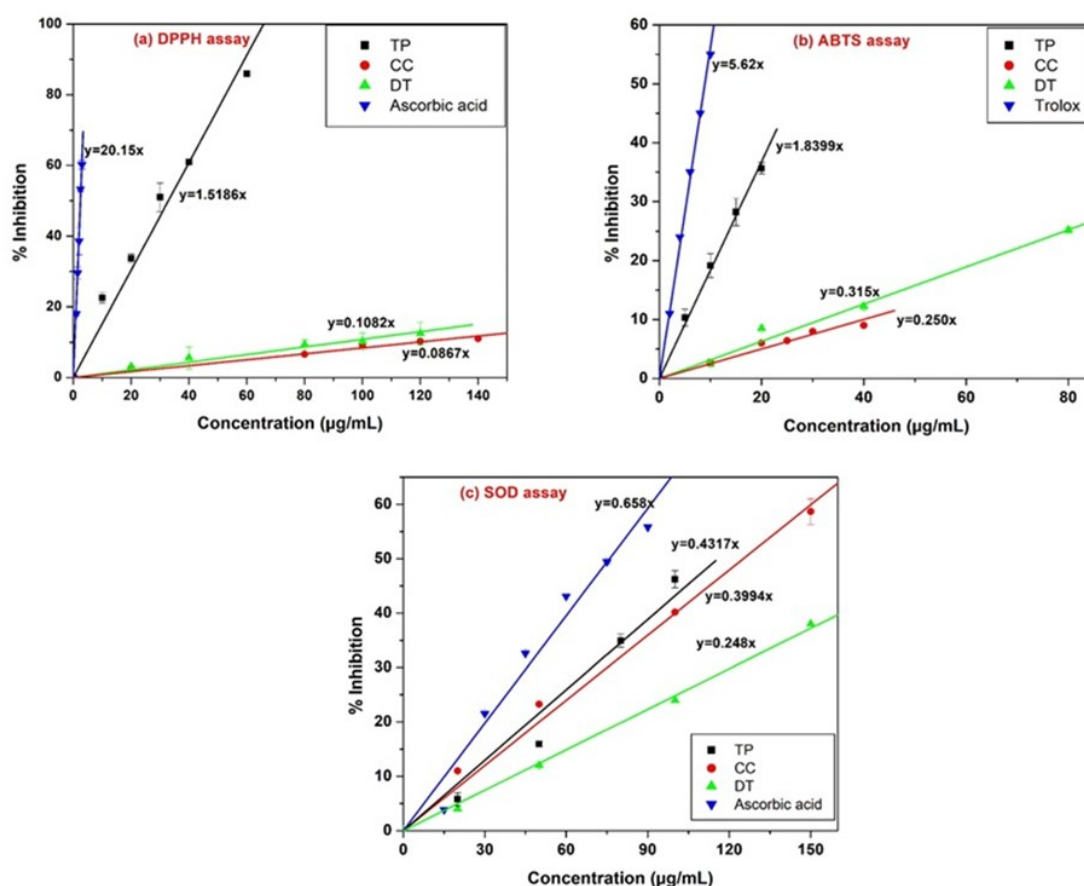 (a) DPPH assay
TP
CC
DT
Ascorbic acid
y=20.15x
y=1.5186x
y=0.1082x
y=0.0867x
% Inhibition
0
20
40
60
80
100
0 20 40 60 80 100 120 140
Concentration (µg/mL)
(b) ABTS assay
TP
CC
DT
Trolox
y=5.62x
y=1.8399x
y=0.315x
y=0.250x
% Inhibition
0
10
20
30
40
50
60
0 20 40 60 80
Concentration (µg/mL)
(c) SOD assay
y=0.658x
y=0.4317x
y=0.3994x
y=0.248x
TP
CC
DT
Ascorbic acid
% Inhibition
0
10
20
30
40
50
60
0 30 60 90 120 150
Concentration (µg/mL)